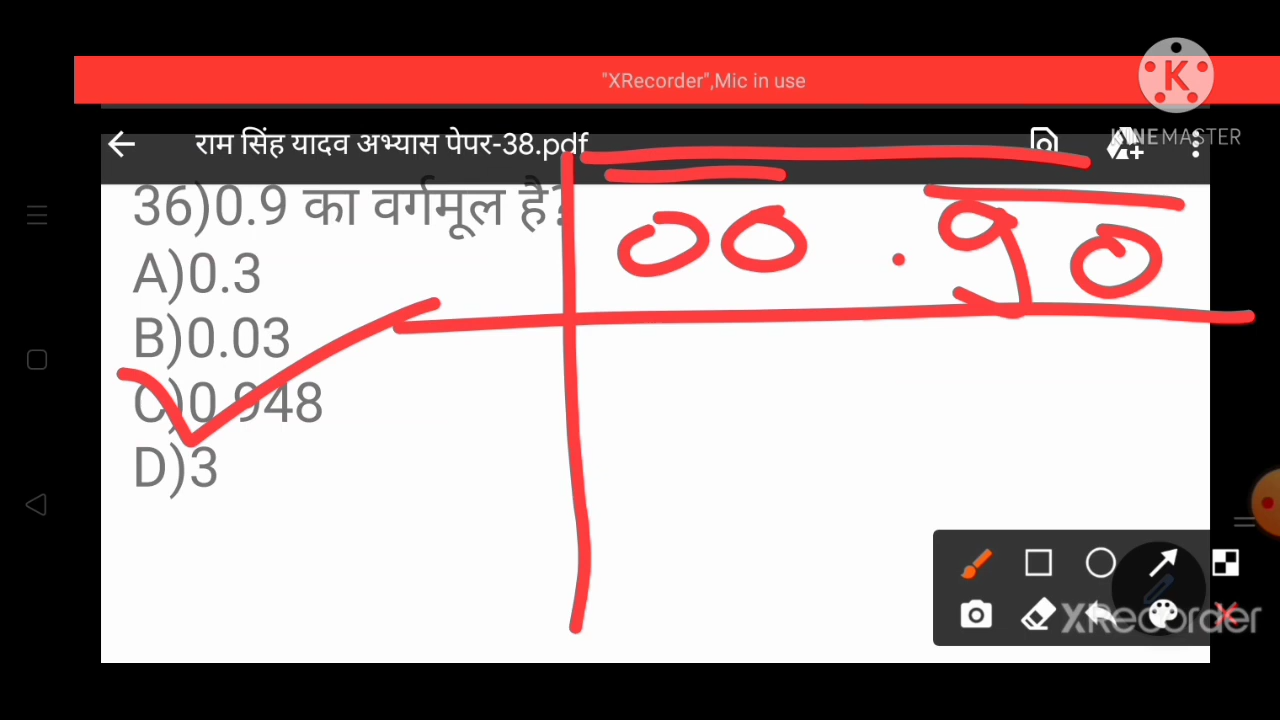 "XRecorder",Mic in use
K
KINEMASTER
राम सिंह यादव अभ्यास पेपर-38.pdf
36)0.9 का वर्गमूल है?
00.90
A)0.3
B)0.03
C)0.948
D)3
XRecorder